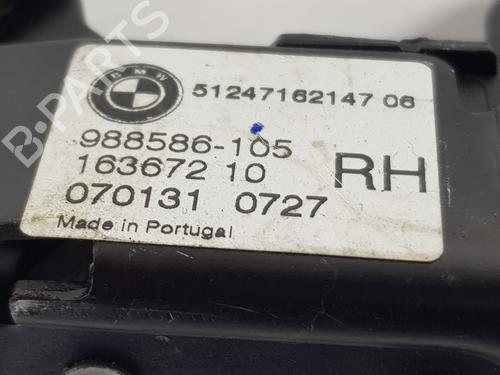 BMW
51247162147 06
988586-105
163672 10
RH
070131 0727
Made in Portugal
B-PARTS